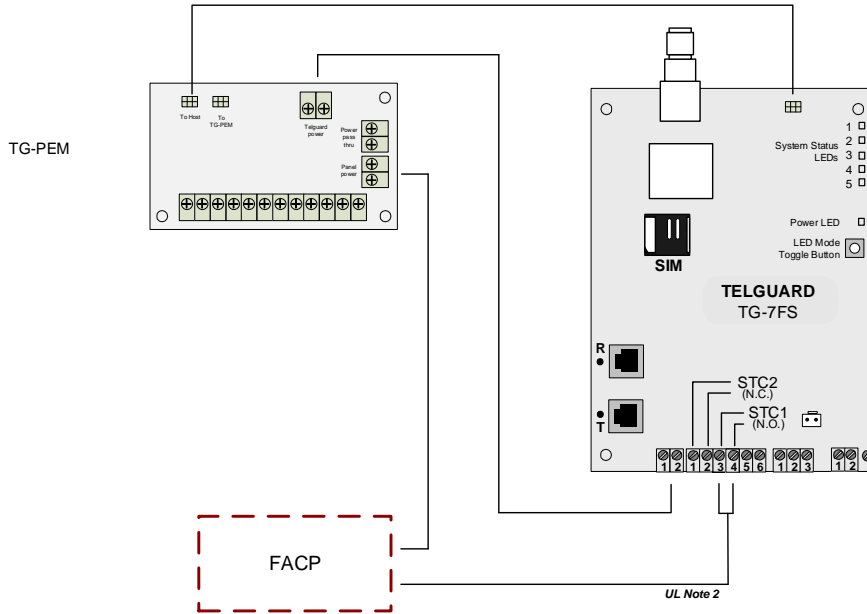 TG-PEM
To Host
To
TG-PEM
Telguard
power
Power
pass
thru
Panel
power
System Status
LEDs
1
2
3
4
5
Power LED
LED Mode
Toggle Button
SIM
TELGUARD
TG-7FS
R
T
STC2
(N.C.)
STC1
(N.O.)
1 2 1 2 3 4 5 6 1 2 3 1 2
FACP
UL Note 2